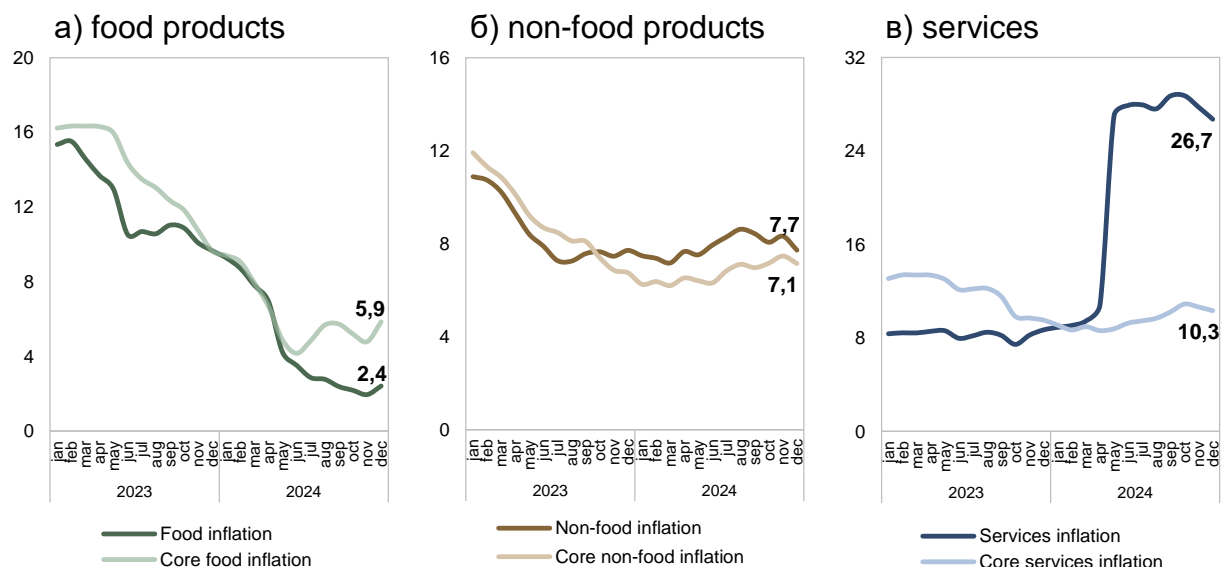 а) food products
20
16
12
8
4
0
5,9
2,4
jan
feb
mar
apr
may
jun
jul
aug
sep
oct
nov
dec
jan
feb
mar
apr
may
jun
jul
aug
sep
oct
nov
dec
2023
2024
Food inflation
Core food inflation
б) non-food products
16
12
8
4
0
7,7
7,1
jan
feb
mar
apr
may
jun
jul
aug
sep
oct
nov
dec
jan
feb
mar
apr
may
jun
jul
aug
sep
oct
nov
dec
2023
2024
Non-food inflation
Core non-food inflation
в) services
32
24
16
8
0
26,7
10,3
jan
feb
mar
apr
may
jun
jul
aug
sep
oct
nov
dec
jan
feb
mar
apr
may
jun
jul
aug
sep
oct
nov
dec
2023
2024
Services inflation
Core services inflation